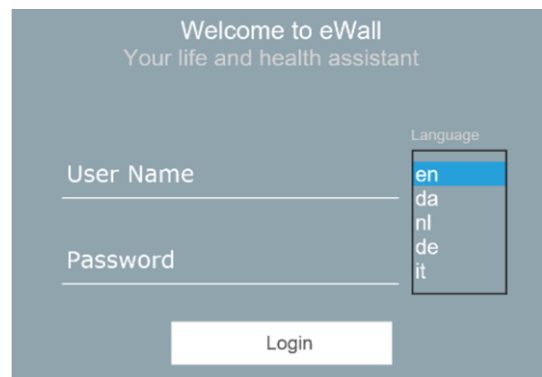 Welcome to eWall
Your life and health assistant
Language
User Name
en
da
nl
de
it
Password
Login